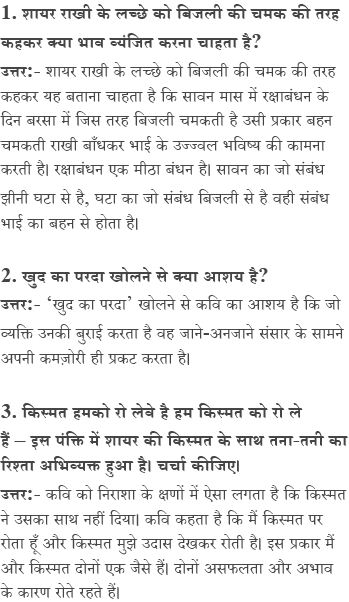 1. शायर राखी के लच्छे को बिजली की चमक की तरह
कहकर क्या भाव व्यंजित करना चाहता है?
उत्तर:- शायर राखी के लच्छे को बिजली की चमक की तरह
कहकर यह बताना चाहता है कि सावन मास में रक्षाबंधन के
दिन बरसा में जिस तरह बिजली चमकती है उसी प्रकार बहन
चमकती राखी बाँधकर भाई के उज्ज्वल भविष्य की कामना
करती है। रक्षाबंधन एक मीठा बंधन है। सावन का जो संबंध
झीनी घटा से है, घटा का जो संबंध बिजली से है वही संबंध
भाई का बहन से होता है।
2. खुद का परदा खोलने से क्या आशय है?
उत्तर:- ‘खुद का परदा’ खोलने से कवि का आशय है कि जो
व्यक्ति उनकी बुराई करता है वह जाने-अनजाने संसार के सामने
अपनी कमज़ोरी ही प्रकट करता है।
3. किस्मत हमको रो लेवे है हम किस्मत को रो ले
हैं – इस पंक्ति में शायर की किस्मत के साथ तना-तनी का
रिश्ता अभिव्यक्त हुआ है। चर्चा कीजिए।
उत्तर:- कवि को निराशा के क्षणों में ऐसा लगता है कि किस्मत
ने उसका साथ नहीं दिया। कवि कहता है कि मैं किस्मत पर
रोता हूँ और किस्मत मुझे उदास देखकर रोती है। इस प्रकार मैं
और किस्मत दोनों एक जैसे हैं। दोनों असफलता और अभाव
के कारण रोते रहते हैं।